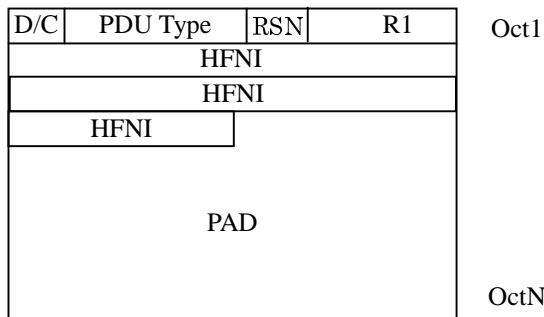 D/C PDU Type RSN R1 Oct1
HFNI
HFNI
HFNI
PAD
OctN